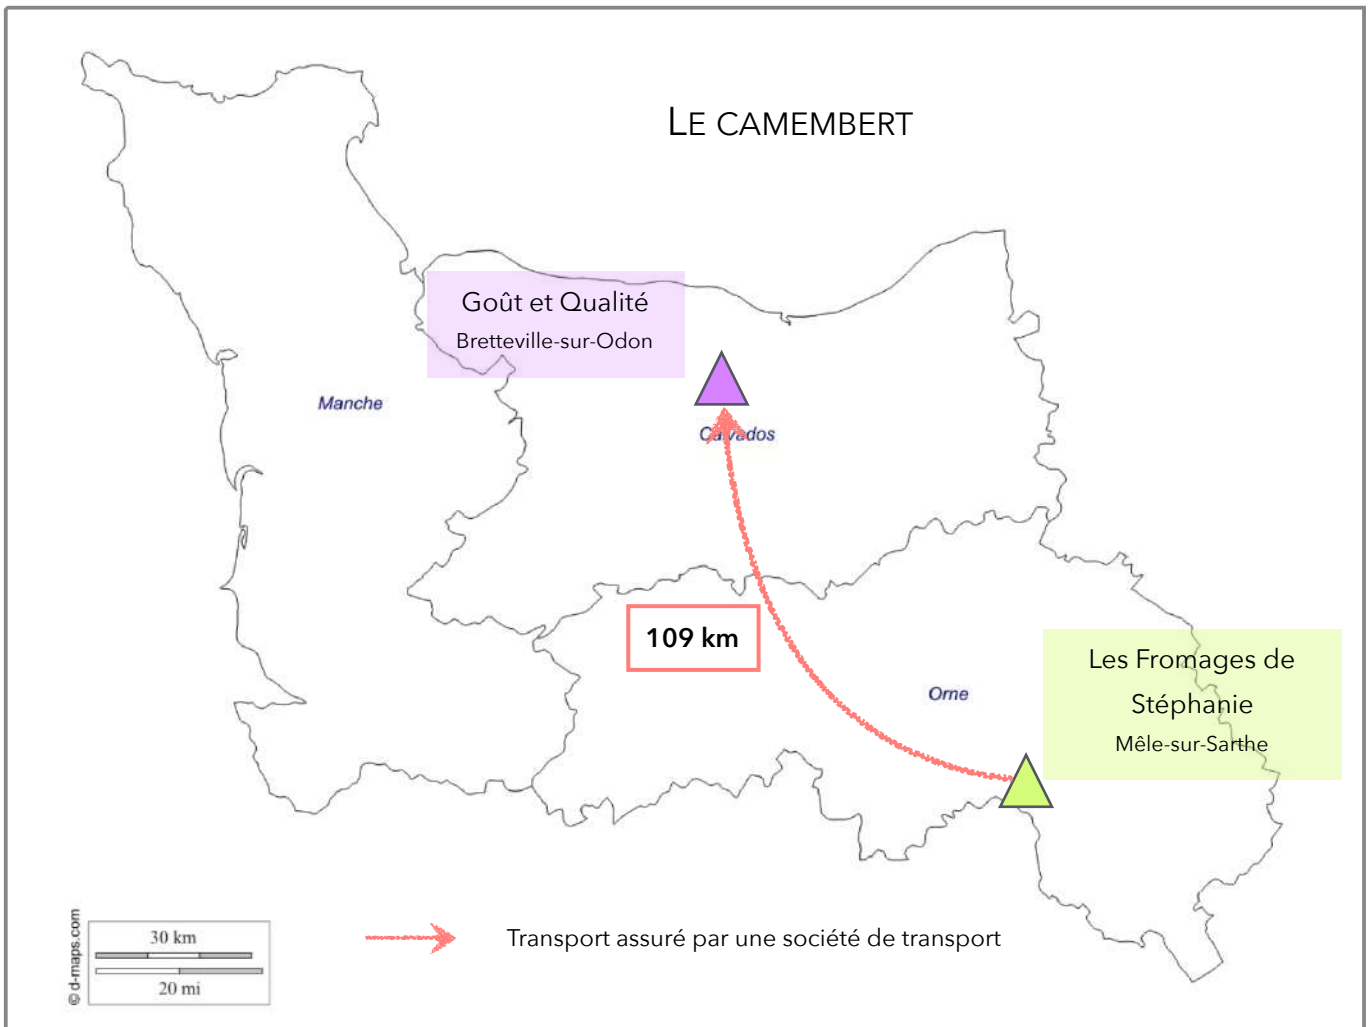 LE CAMEMBERT
Goût et Qualité
Bretteville-sur-Odon
Manche
Calvados
109 km
Les Fromages de
Stéphanie
Mêle-sur-Sarthe
Orne
30 km
20 mi
© d-maps.com
Transport assuré par une société de transport